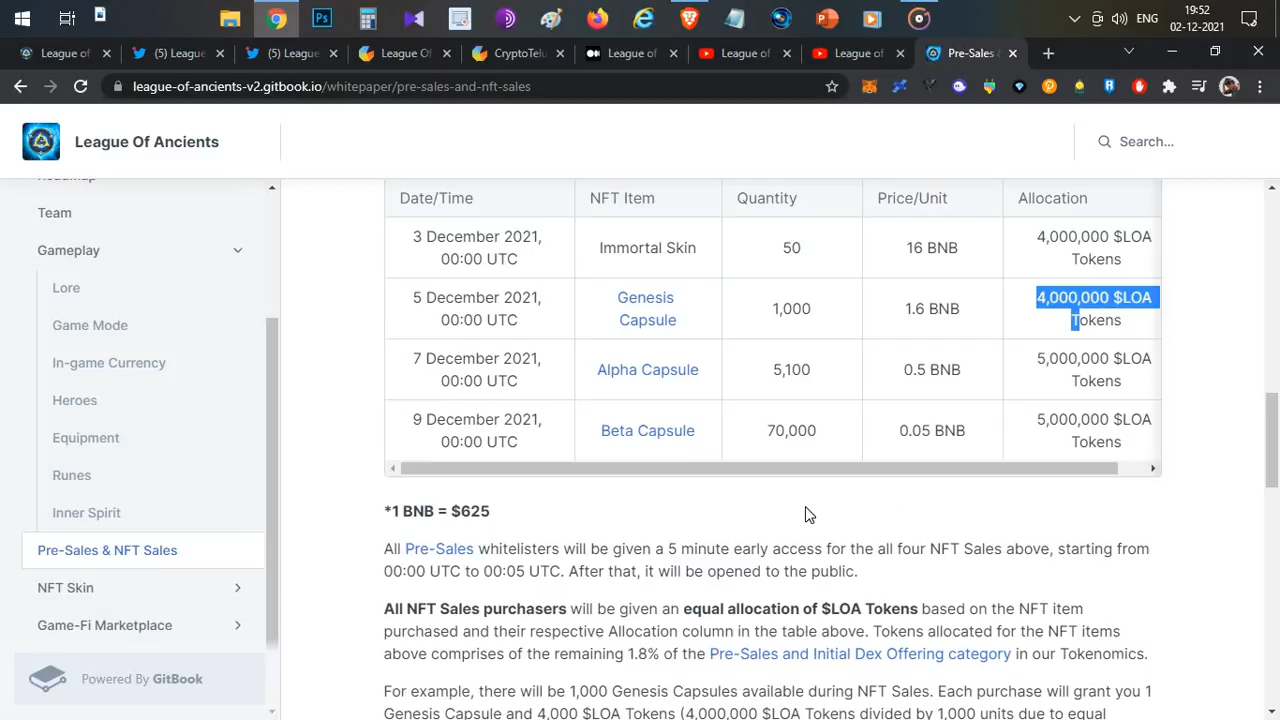 19:52
ENG
02-12-2021
League of
(5) League
(5) League
League Of
CryptoTelu
League of
League of
League of
Pre-Sales &
league-of-ancients-v2.gitbook.io/whitepaper/pre-sales-and-nft-sales
League Of Ancients
Search...
Roadmap
Team
Gameplay
Lore
Game Mode
In-game Currency
Heroes
Equipment
Runes
Inner Spirit
Pre-Sales & NFT Sales
NFT Skin
Game-Fi Marketplace
Powered By GitBook
Date/Time NFT Item Quantity Price/Unit Allocation
3 December 2021, 00:00 UTC Immortal Skin 50 16 BNB 4,000,000 $LOA Tokens
5 December 2021, 00:00 UTC Genesis Capsule 1,000 1.6 BNB 4,000,000 $LOA Tokens
7 December 2021, 00:00 UTC Alpha Capsule 5,100 0.5 BNB 5,000,000 $LOA Tokens
9 December 2021, 00:00 UTC Beta Capsule 70,000 0.05 BNB 5,000,000 $LOA Tokens
*1 BNB = $625
All Pre-Sales whitelisters will be given a 5 minute early access for the all four NFT Sales above, starting from
00:00 UTC to 00:05 UTC. After that, it will be opened to the public.
All NFT Sales purchasers will be given an equal allocation of $LOA Tokens based on the NFT item
purchased and their respective Allocation column in the table above. Tokens allocated for the NFT items
above comprises of the remaining 1.8% of the Pre-Sales and Initial Dex Offering category in our Tokenomics.
For example, there will be 1,000 Genesis Capsules available during NFT Sales. Each purchase will grant you 1
Genesis Capsule and 4,000 $LOA Tokens (4,000,000 $LOA Tokens divided by 1,000 units due to equal